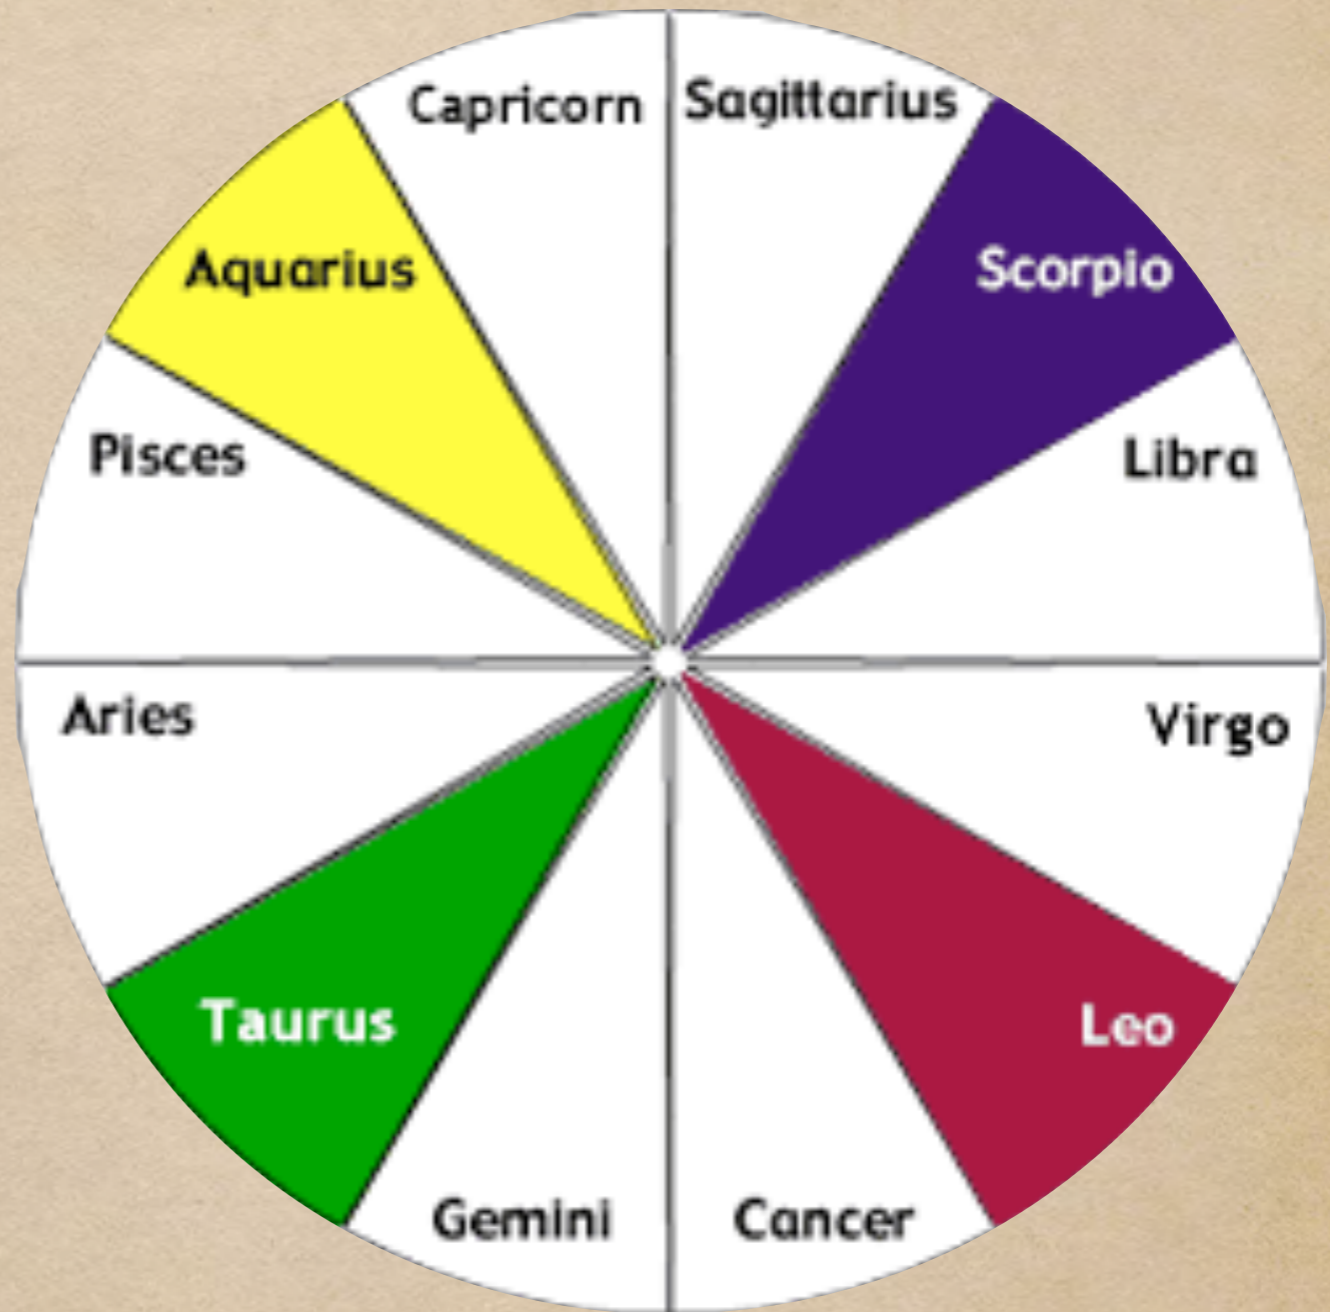 Capricorn
Sagittarius
Aquarius
Scorpio
Pisces
Libra
Aries
Virgo
Taurus
Leo
Gemini
Cancer